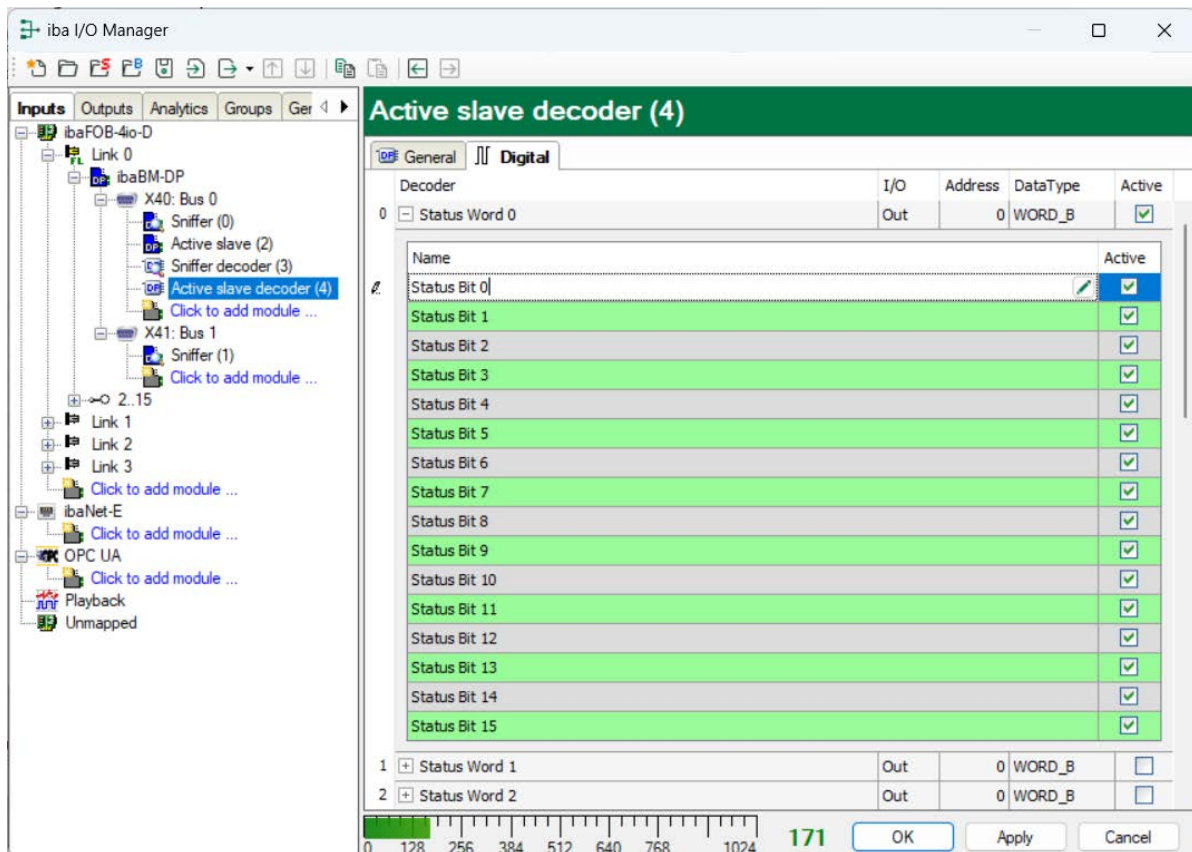 iba I/O Manager
Inputs Outputs Analytics Groups Ger
ibaFOB-4io-D
Link 0
ibaBM-DP
X40: Bus 0
Sniffer (0)
Active slave (2)
Sniffer decoder (3)
Active slave decoder (4)
Click to add module ...
X41: Bus 1
Sniffer (1)
Click to add module ...
2..15
Link 1
Link 2
Link 3
Click to add module ...
ibaNet-E
Click to add module ...
OPC UA
Click to add module ...
Playback
Unmapped
Active slave decoder (4)
General Digital
Decoder I/O Address DataType Active
0 Status Word 0 Out 0 WORD_B
Name Active
Status Bit 0
Status Bit 1
Status Bit 2
Status Bit 3
Status Bit 4
Status Bit 5
Status Bit 6
Status Bit 7
Status Bit 8
Status Bit 9
Status Bit 10
Status Bit 11
Status Bit 12
Status Bit 13
Status Bit 14
Status Bit 15
1 Status Word 1 Out 0 WORD_B
2 Status Word 2 Out 0 WORD_B
0 128 256 384 512 640 768 1024 171 OK Apply Cancel